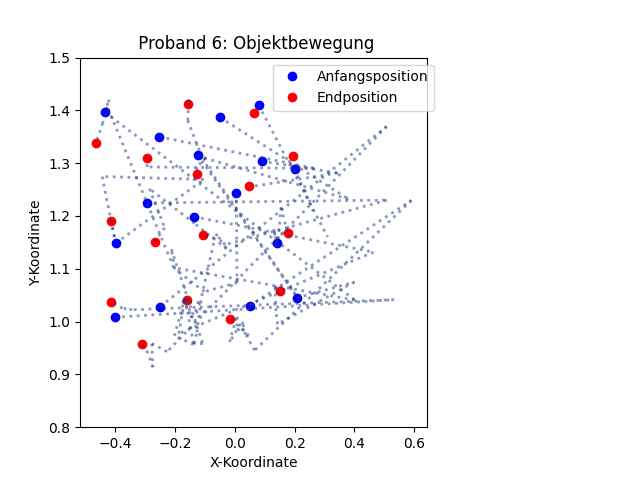 Proband 6: Objektbewegung
Anfangsposition
Endposition
Y-Koordinate
1.5
1.4
1.3
1.2
1.1
1.0
0.9
0.8
−0.4 −0.2 0.0 0.2 0.4 0.6
X-Koordinate